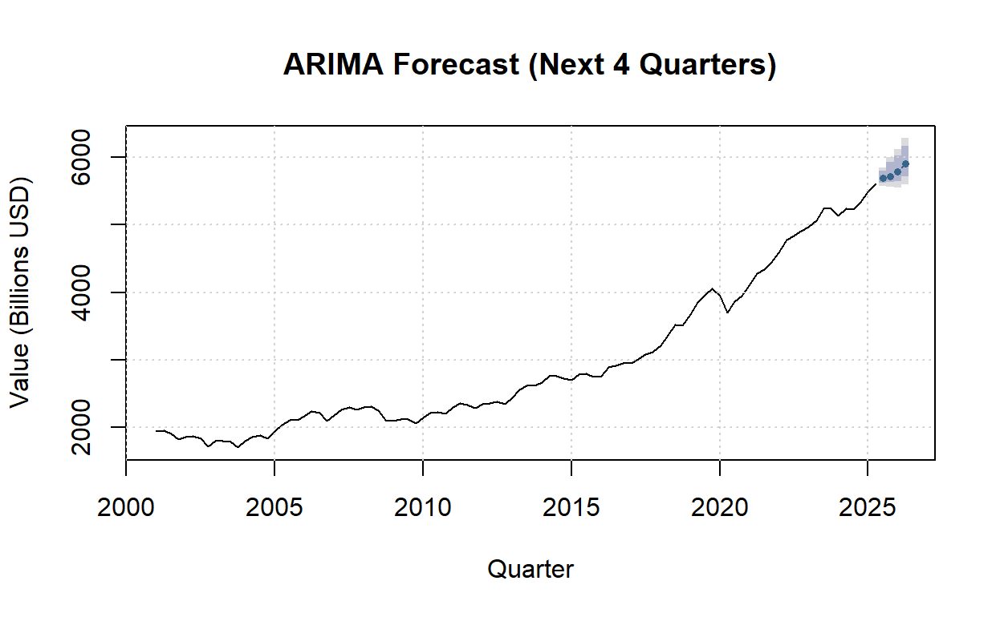 ARIMA Forecast (Next 4 Quarters)
Value (Billions USD)
6000
4000
2000
2000 2005 2010 2015 2020 2025
Quarter